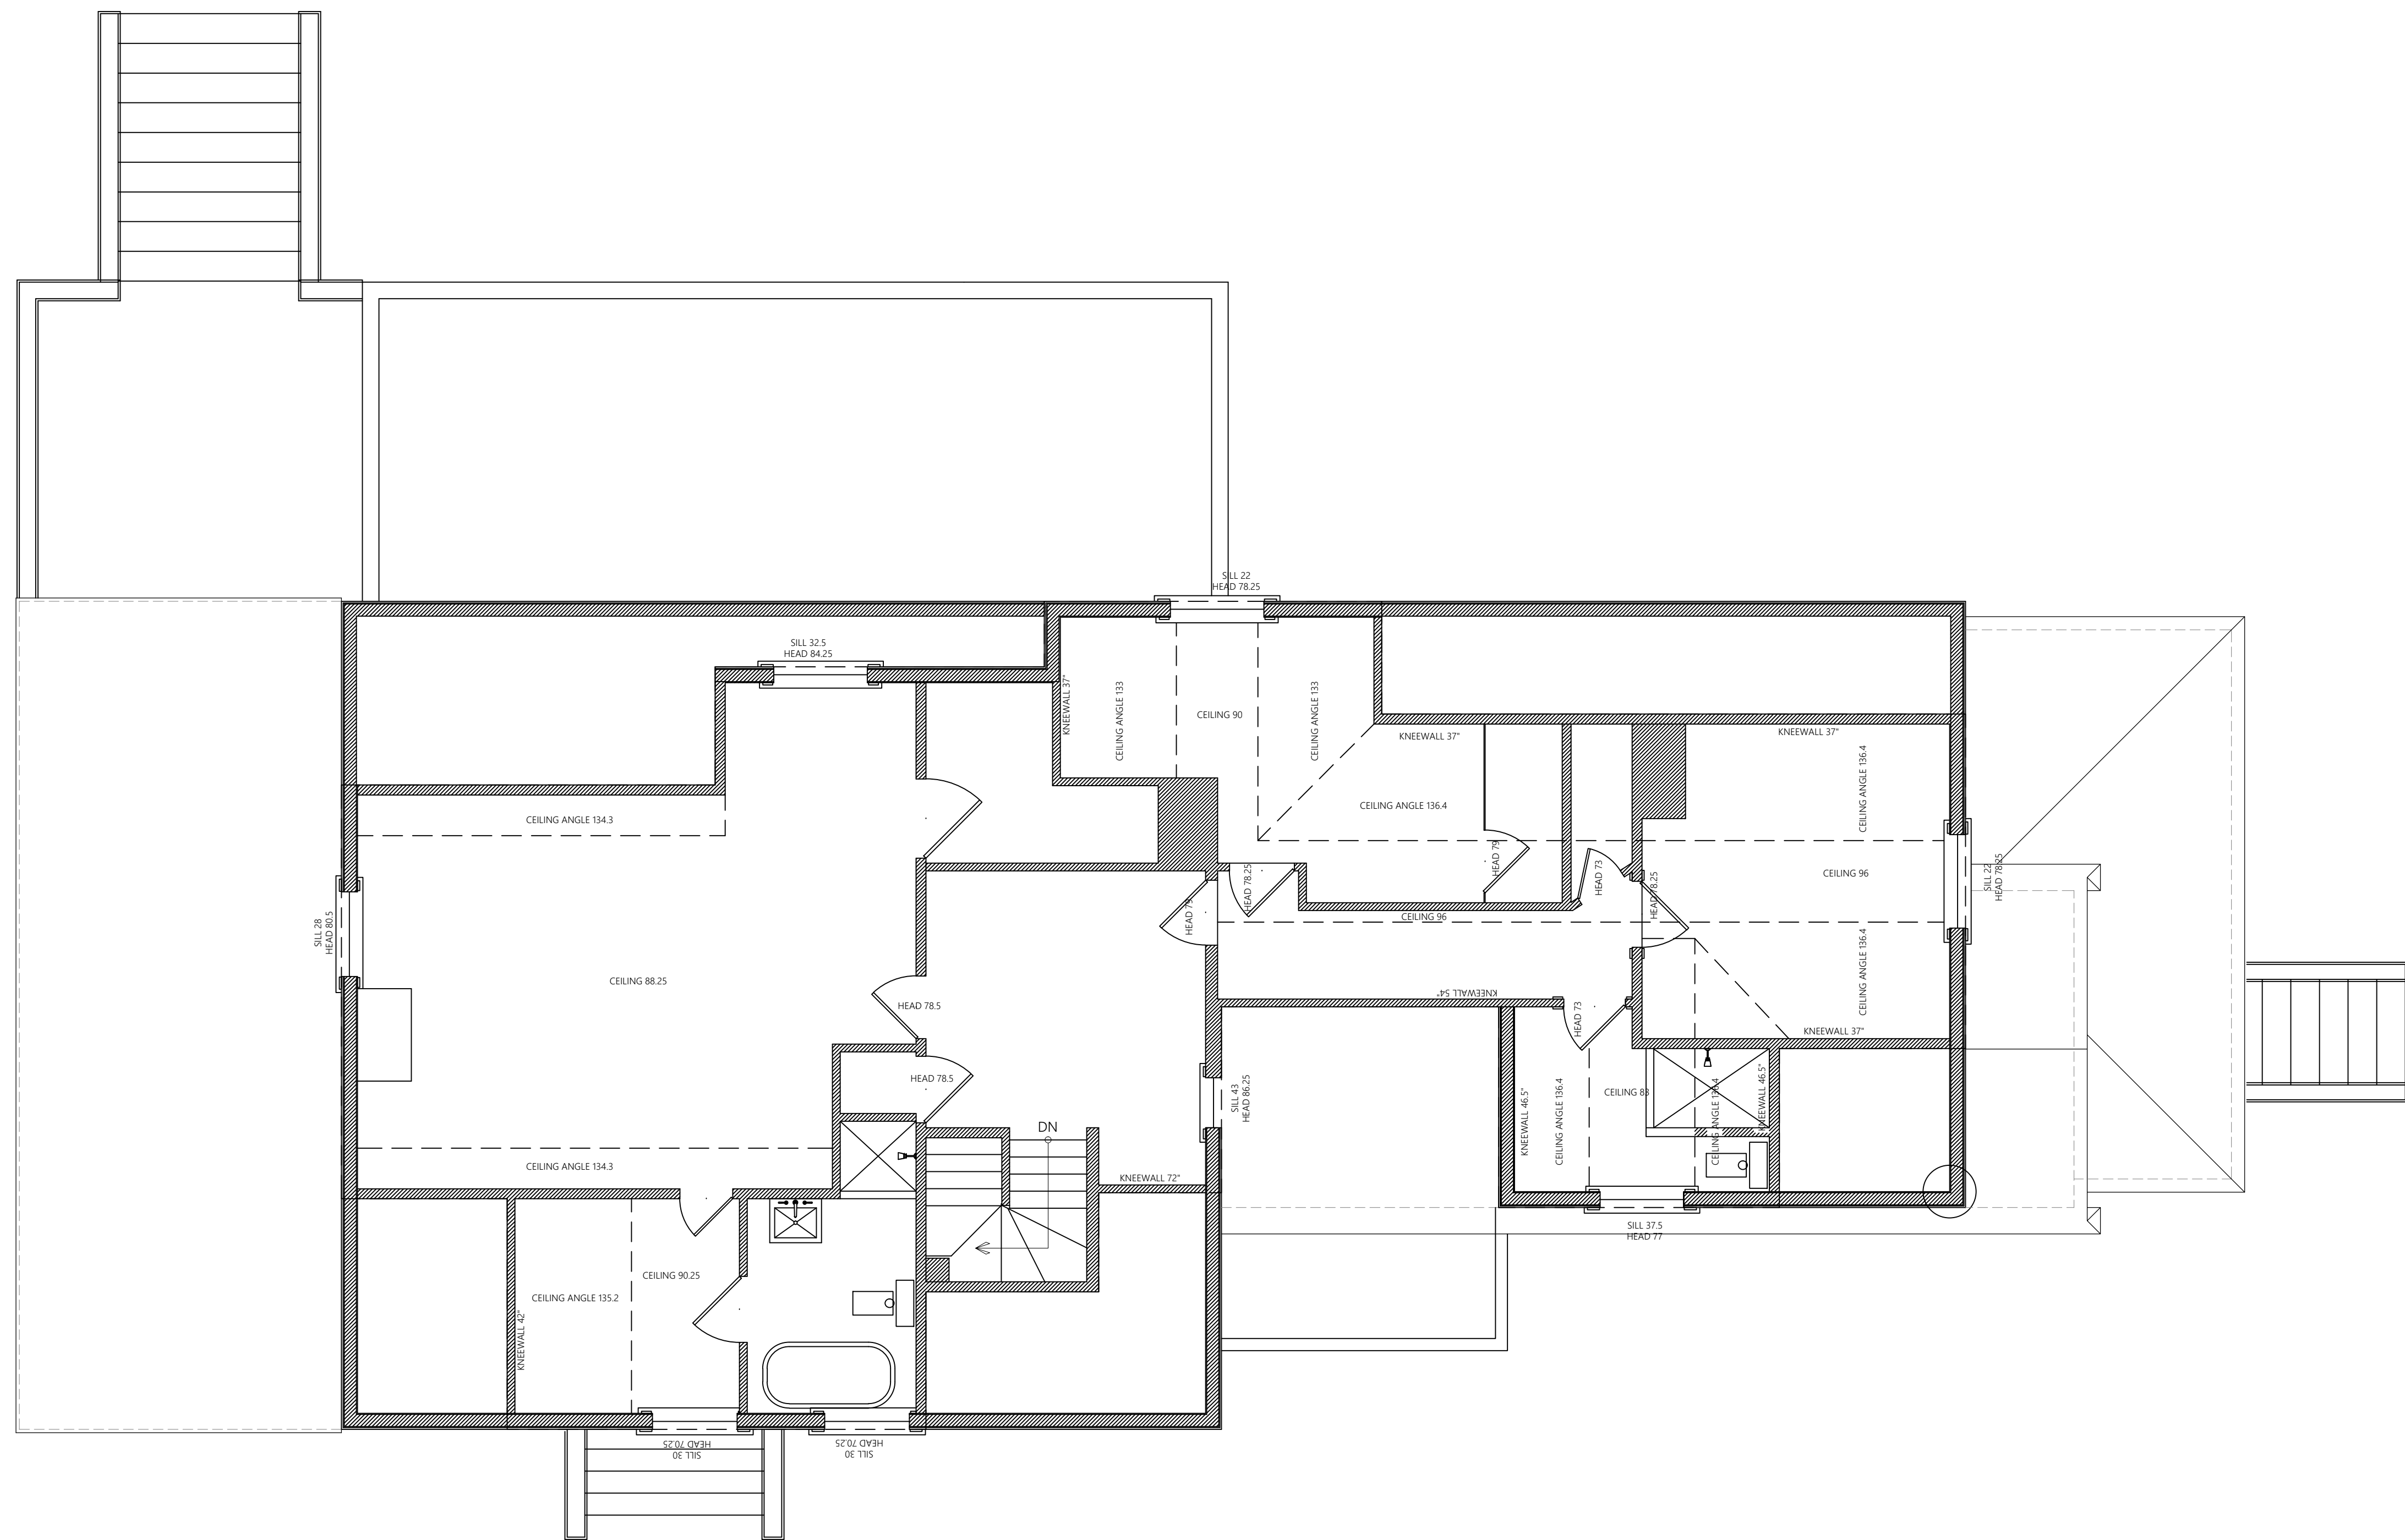 SILL 22
HEAD 78.25
SILL 32.5
HEAD 84.25
KNEEWALL 37"
CEILING ANGLE 133
CEILING 90
CEILING ANGLE 133
KNEEWALL 37"
KNEEWALL 37"
CEILING ANGLE 136.4
CEILING ANGLE 134.3
CEILING ANGLE 136.4
HEAD 79
HEAD 73
HEAD 78.25
HEAD 78.25
CEILING 96
SILL 22
HEAD 78.25
SILL 28
HEAD 80.5
HEAD 79
CEILING 96
CEILING 88.25
CEILING ANGLE 136.4
KNEEWALL 54"
HEAD 78.5
HEAD 73
KNEEWALL 37"
HEAD 78.5
SILL 43
HEAD 86.25
CEILING 83
KNEEWALL 46.5"
CEILING ANGLE 136.4
CEILING ANGLE 136.4
KNEEWALL 46.5"
DN
CEILING ANGLE 134.3
KNEEWALL 72"
SILL 37.5
HEAD 77
CEILING 90.25
CEILING ANGLE 135.2
KNEEWALL 42"
SILL 30
HEAD 70.25
SILL 30
HEAD 70.25